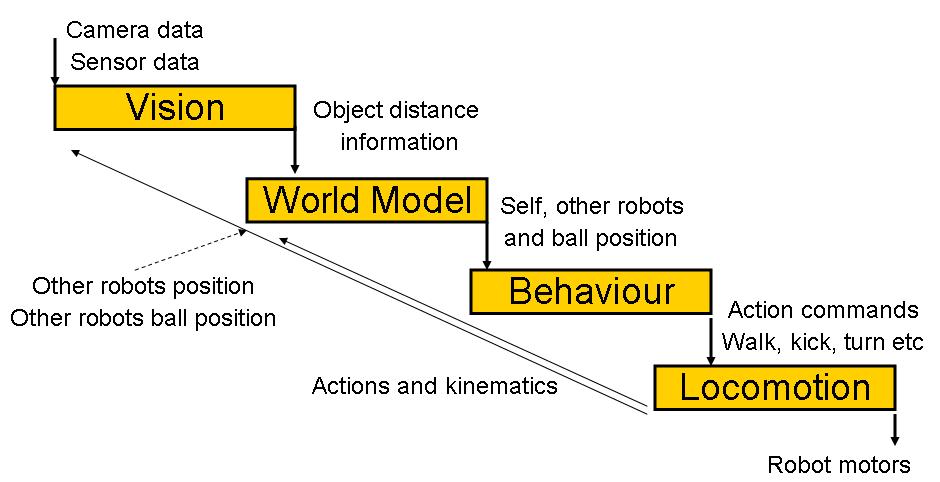 Camera data
Sensor data
Vision
Object distance
information
World Model
Self, other robots
and ball position
Other robots position
Other robots ball position
Behaviour
Action commands
Walk, kick, turn etc
Actions and kinematics
Locomotion
Robot motors